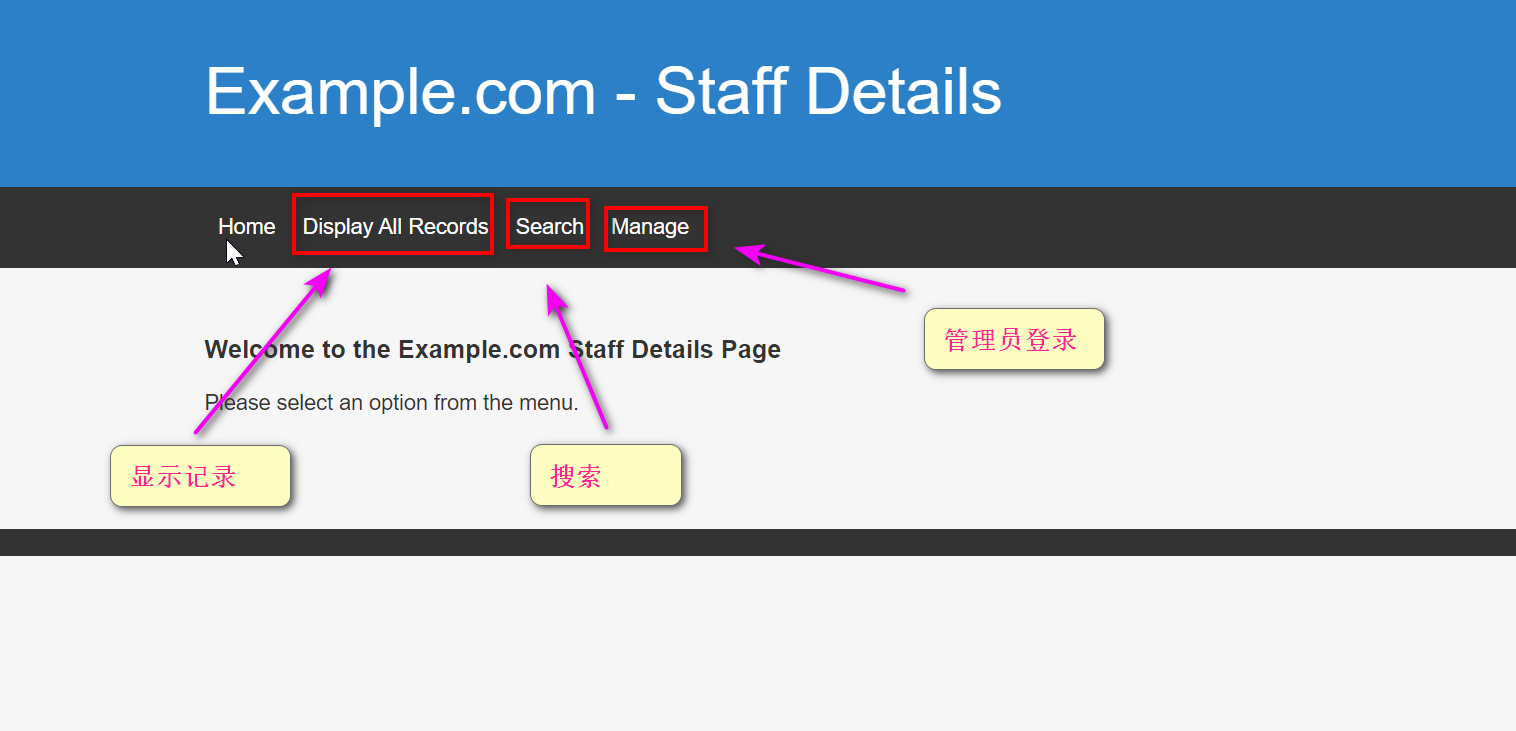 Example.com - Staff Details
Home Display All Records Search Manage
管理员登录
Welcome to the Example.com Staff Details Page
Please select an option from the menu.
显示记录
搜索